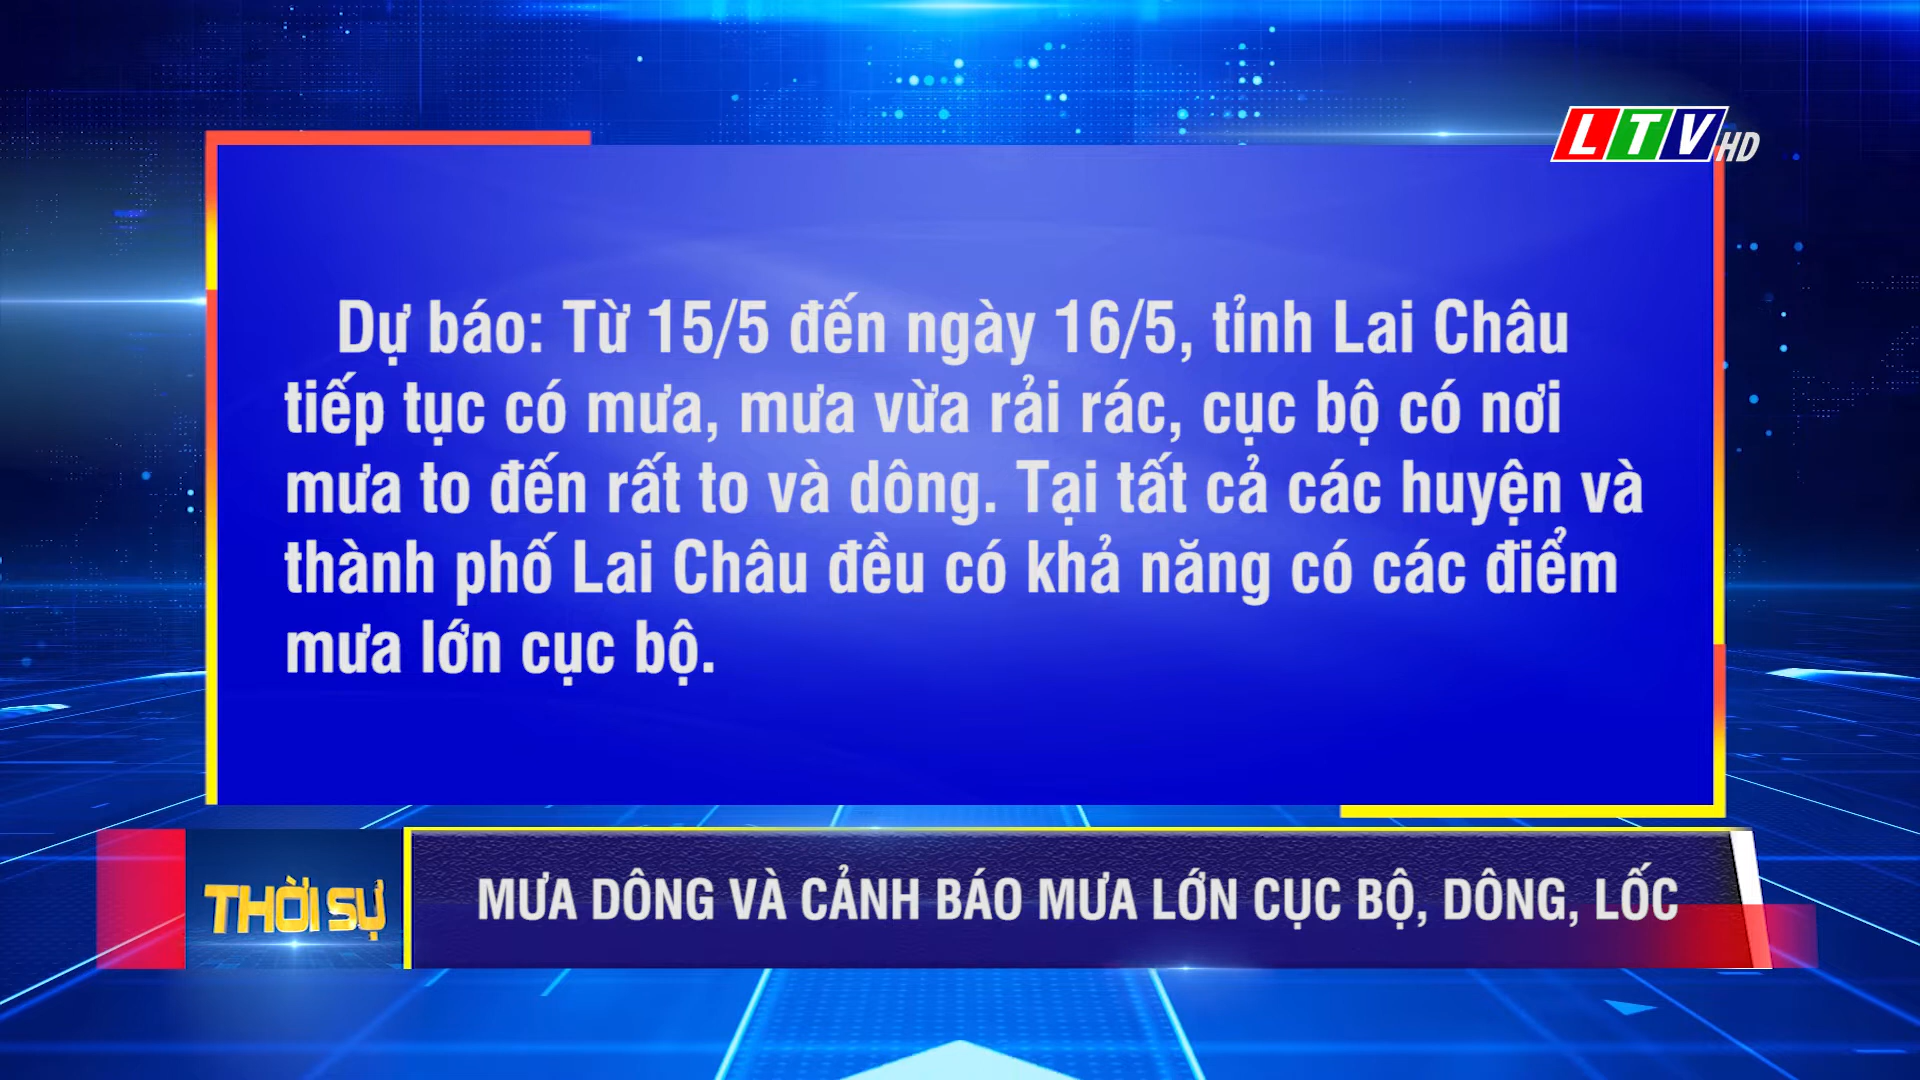 LTV HD
Dự báo: Từ 15/5 đến ngày 16/5, tỉnh Lai Châu
tiếp tục có mưa, mưa vừa rải rác, cục bộ có nơi
mưa to đến rất to và dông. Tại tất cả các huyện và
thành phố Lai Châu đều có khả năng có các điểm
mưa lớn cục bộ.
THỜI SỰ
MƯA DÔNG VÀ CẢNH BÁO MƯA LỚN CỤC BỘ, DÔNG, LỐC